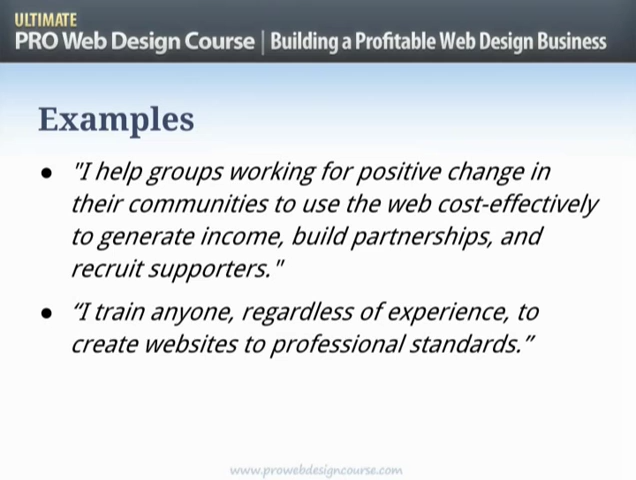 ULTIMATE
PRO Web Design Course | Building a Profitable Web Design Business
Examples
● "I help groups working for positive change in
their communities to use the web cost-effectively
to generate income, build partnerships, and
recruit supporters."
● “I train anyone, regardless of experience, to
create websites to professional standards.”
www.prowebdesigncourse.com